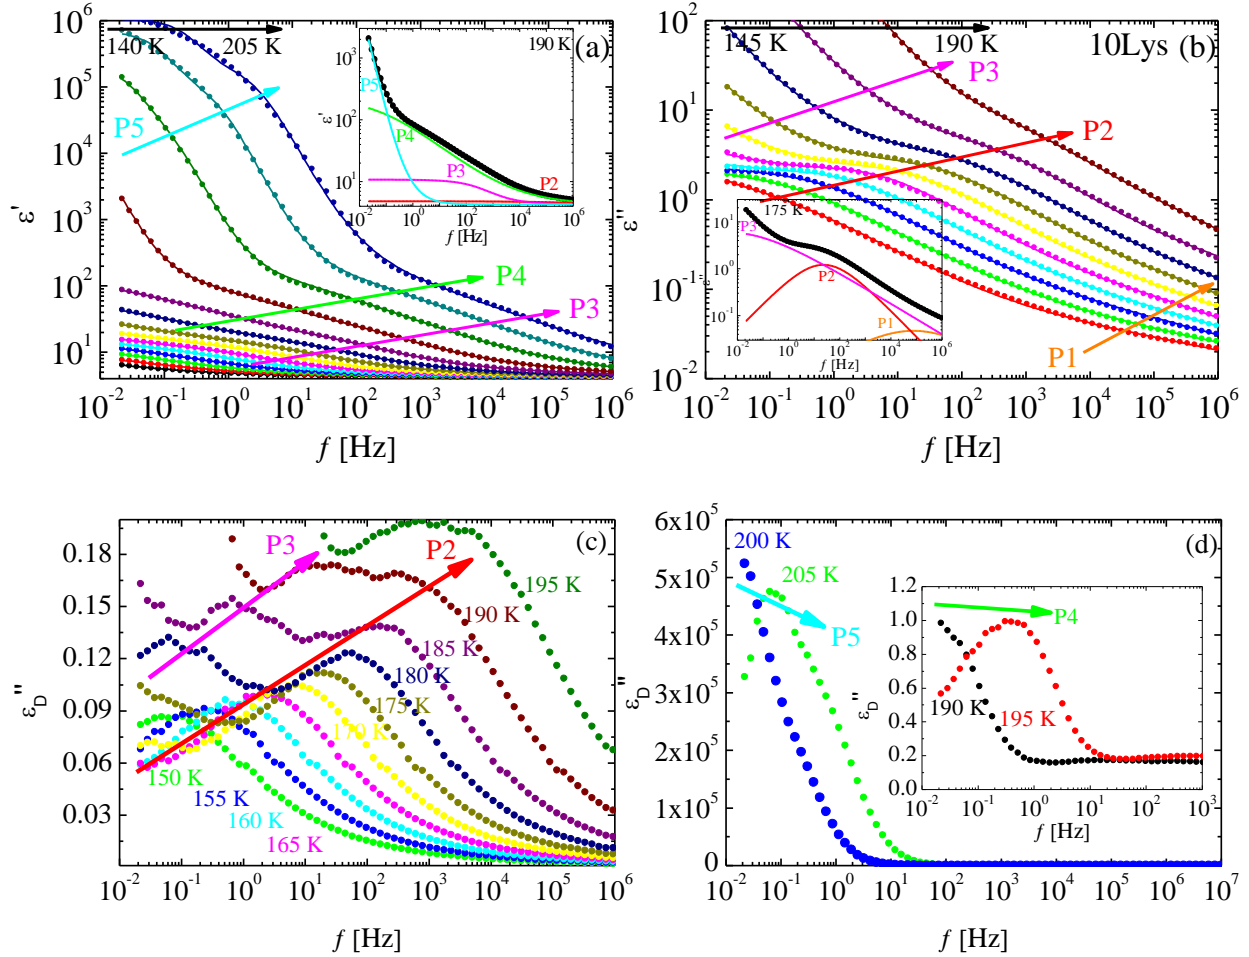 (a)
140 K 205 K
190 K
P5
P4
P3
P2
10^3
10^2
10^1
ε'
10^-2 10^0 10^2 10^4 10^6
f [Hz]
P5
P4
P3
10^6
10^5
10^4
10^3
10^2
10^1
ε'
10^-2 10^-1 10^0 10^1 10^2 10^3 10^4 10^5 10^6
f [Hz]
10Lys (b)
145 K 190 K
P3
P2
P1
175 K
P3
P2
P1
10^1
10^0
10^-1
10^-2 10^0 10^2 10^4 10^6
f [Hz]
10^2
10^1
10^0
10^-1
10^-2
ε"
10^-2 10^-1 10^0 10^1 10^2 10^3 10^4 10^5 10^6
f [Hz]
(c)
P3
P2
195 K
190 K
185 K
180 K
175 K
170 K
150 K
155 K
160 K
165 K
0.18
0.15
0.12
0.09
0.06
0.03
ε_D"
10^-2 10^-1 10^0 10^1 10^2 10^3 10^4 10^5 10^6
f [Hz]
(d)
200 K
205 K
P5
P4
190 K
195 K
1.2
1.0
0.8
0.6
0.4
0.2
0.0
ε_D"
10^-2 10^-1 10^0 10^1 10^2 10^3
f [Hz]
6x10^5
5x10^5
4x10^5
3x10^5
2x10^5
1x10^5
0
ε_D"
10^-2 10^-1 10^0 10^1 10^2 10^3 10^4 10^5 10^6 10^7
f [Hz]